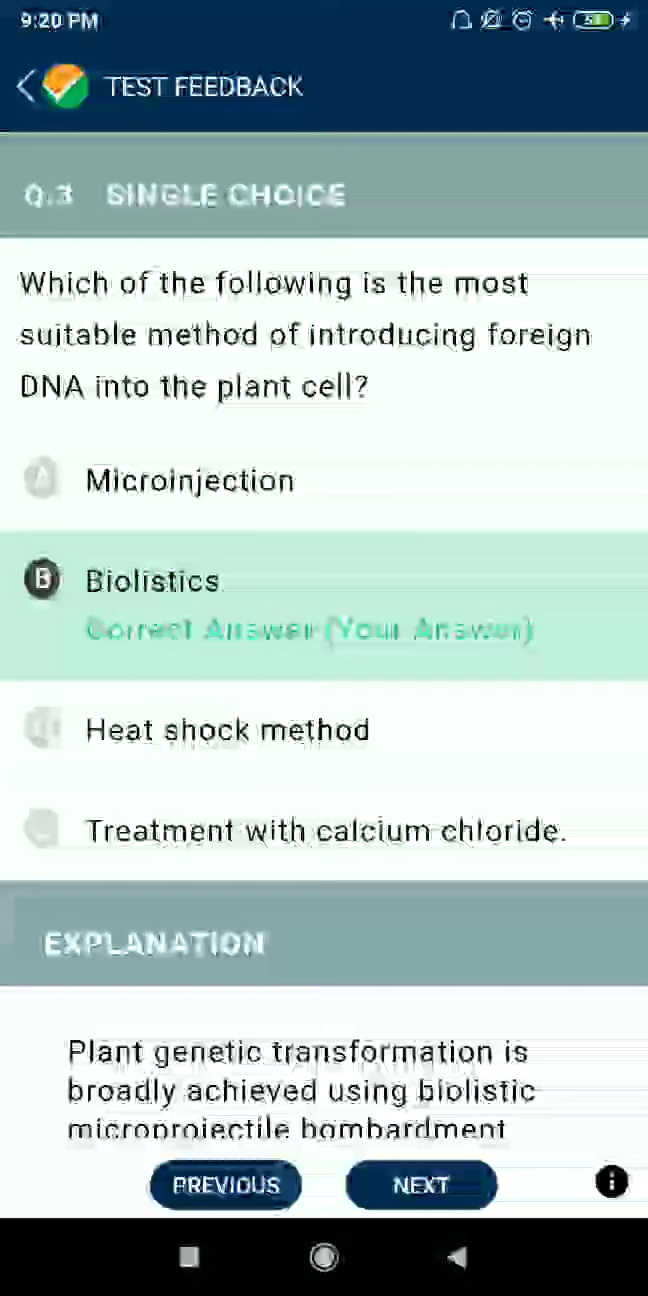 9:20 PM
TEST FEEDBACK
Q.3 SINGLE CHOICE
Which of the following is the most
suitable method of introducing foreign
DNA into the plant cell?
A Microinjection
B Biolistics
Correct Answer (Your Answer)
Heat shock method
Treatment with calcium chloride.
EXPLANATION
Plant genetic transformation is
broadly achieved using biolistic
microprojectile bombardment
PREVIOUS
NEXT